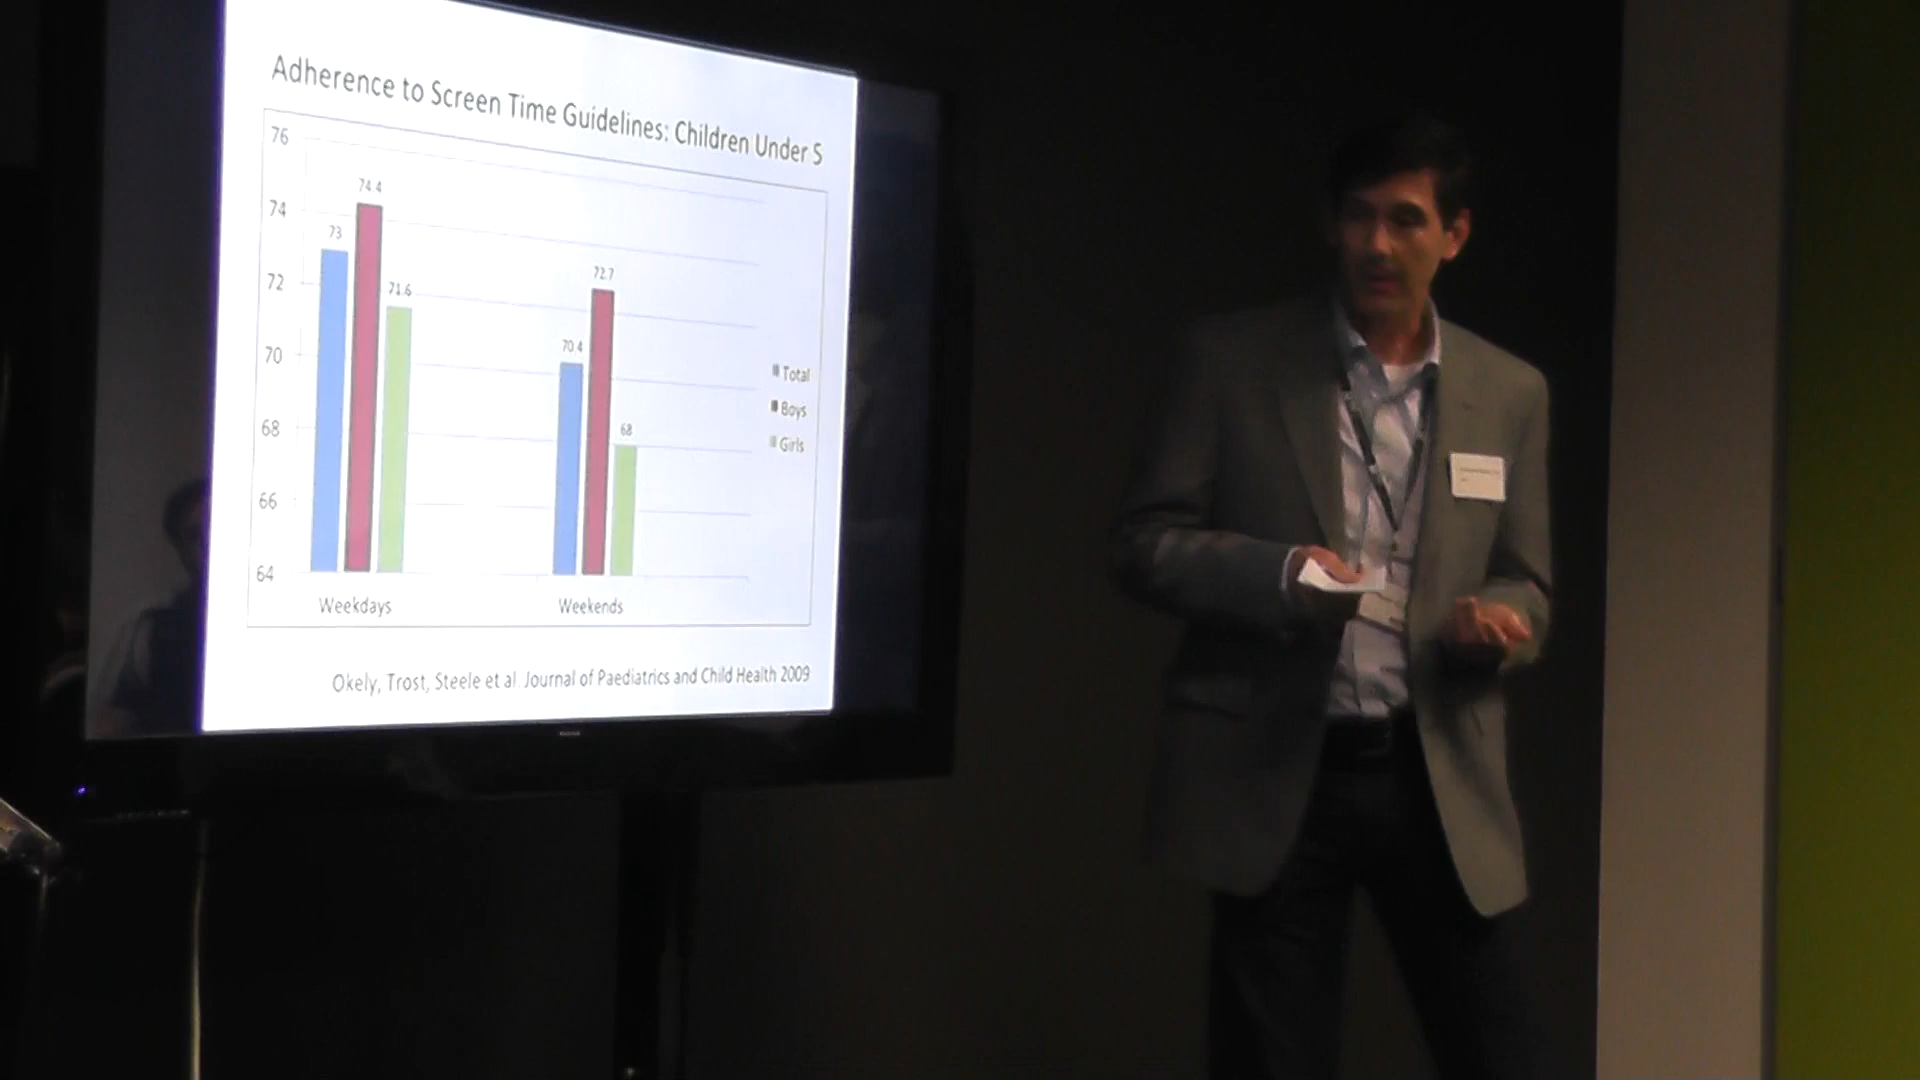 Adherence to Screen Time Guidelines: Children Under 5
76
74
72
70
68
66
64
73
74.4
71.6
70.4
72.7
68
Weekdays
Weekends
Total
Boys
Girls
Okely, Trost, Steele et al Journal of Paediatrics and Child Health 2009